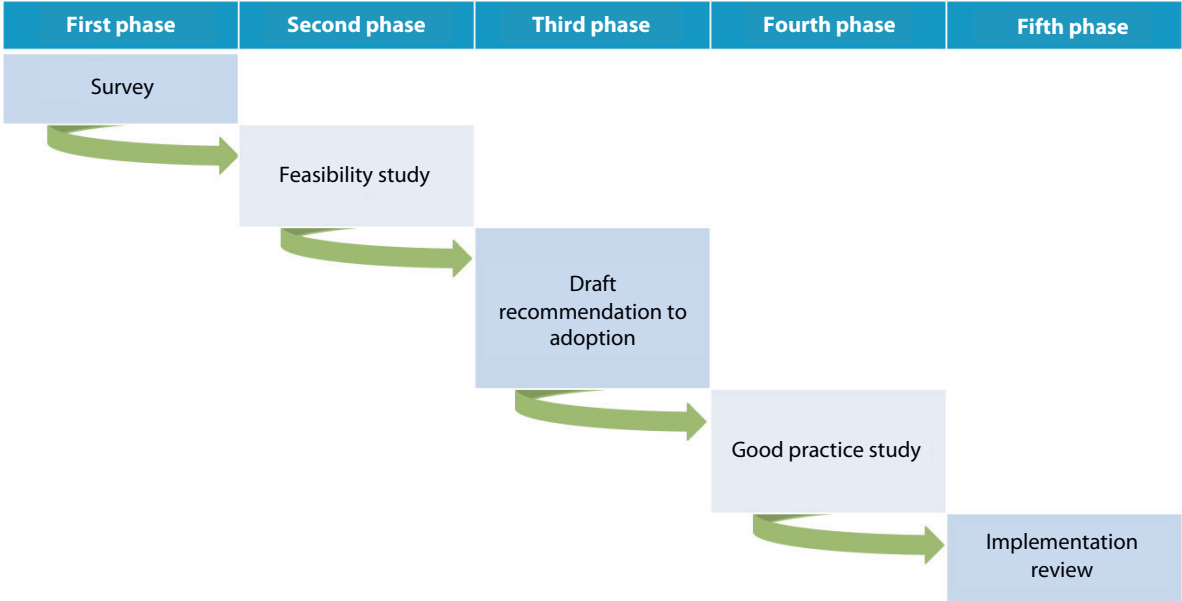 First phase
Second phase
Third phase
Fourth phase
Fifth phase
Survey
Feasibility study
Draft
recommendation to
adoption
Good practice study
Implementation
review